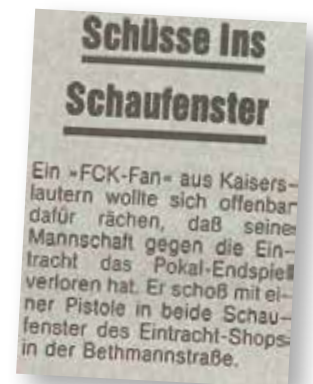 Schüsse Ins
Schaufenster
Ein »FCK-Fan« aus Kaisers-
lautern wollte sich offenbar
dafür rächen, daß seine
Mannschaft gegen die Ein-
tracht das Pokal-Endspiel
verloren hat. Er schoß mit ei-
ner Pistole in beide Schau-
fenster des Eintracht-Shops
in der Bethmannstraße.